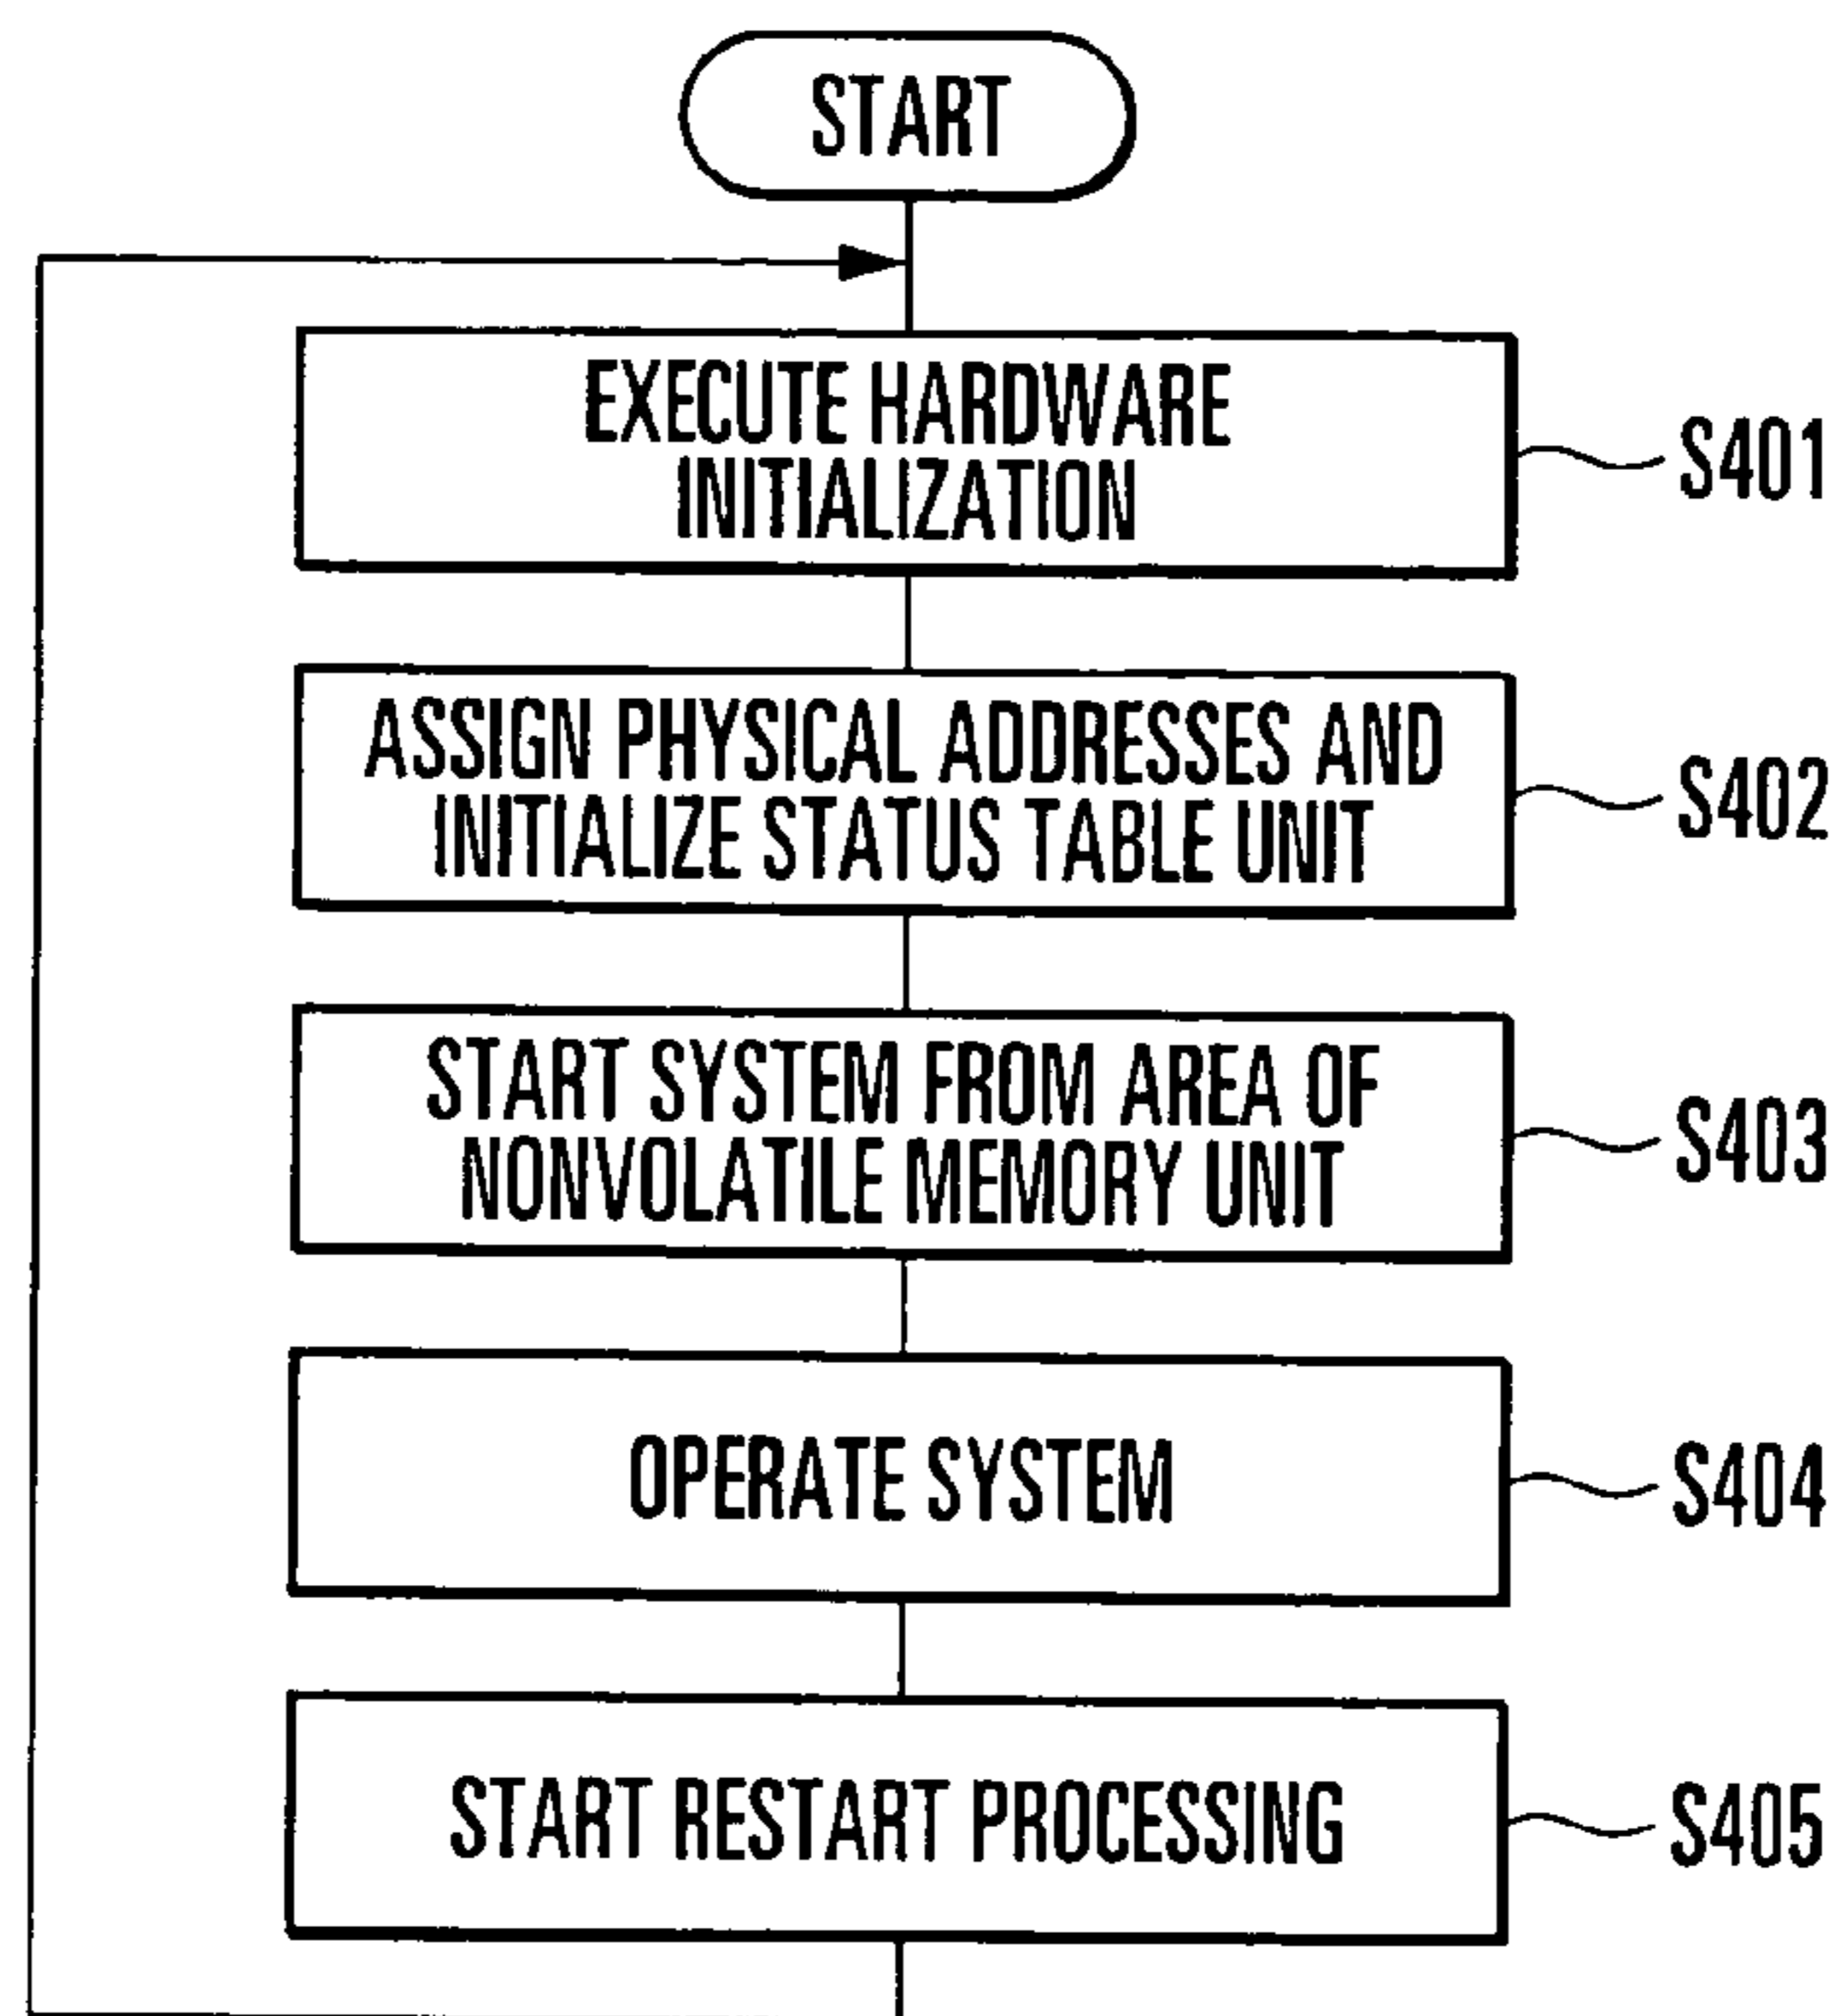 START
EXECUTE HARDWARE
INITIALIZATION
S401
ASSIGN PHYSICAL ADDRESSES AND
INITIALIZE STATUS TABLE UNIT
S402
START SYSTEM FROM AREA OF
NONVOLATILE MEMORY UNIT
S403
OPERATE SYSTEM
S404
START RESTART PROCESSING
S405